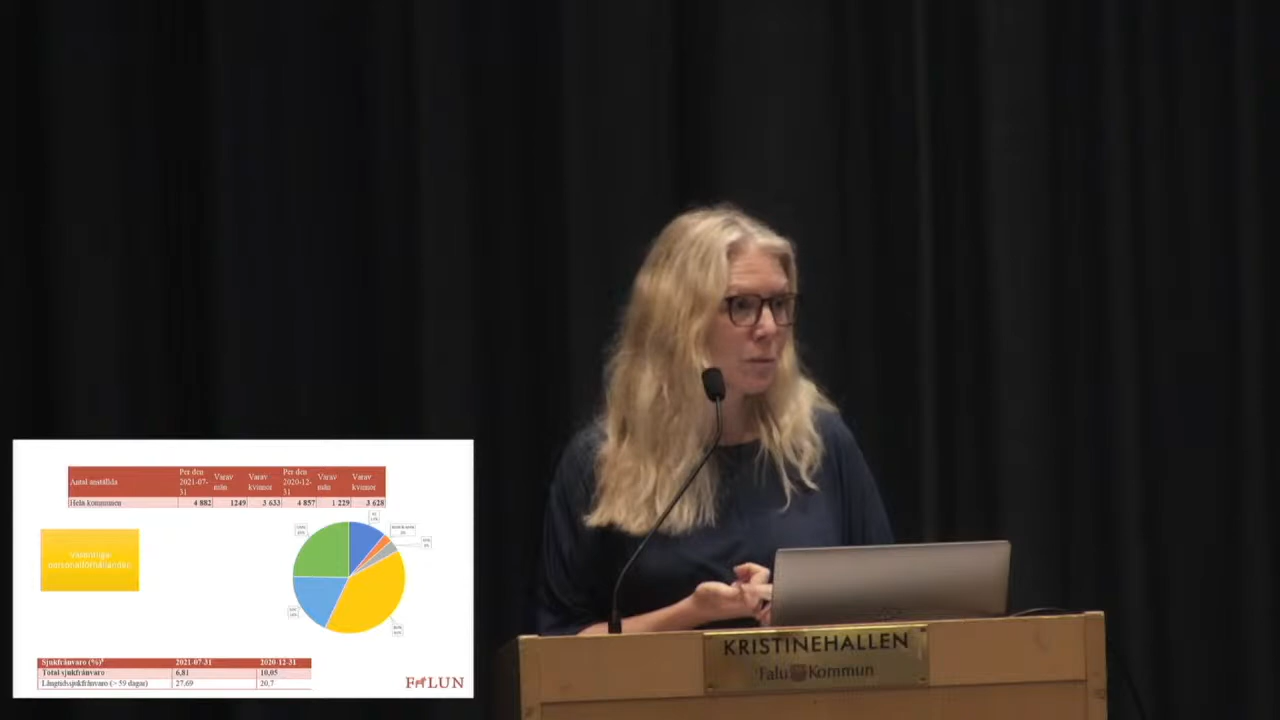 Antal anställda Per den 2021-07-31 Varav män Varav kvinnor Per den 2020-12-31 Varav män Varav kvinnor
Hela kommunen 4 882 1249 3 633 4 857 1 229 3 628
Väsentliga
personalförhållanden
Sjukfrånvaro (%) 2021-07-31 2020-12-31
Total sjukfrånvaro 6,81 10,05
Långtidssjukfrånvaro (> 59 dagar) 27,69 20,7
FALUN
KRISTINEHALLEN
Falu Kommun